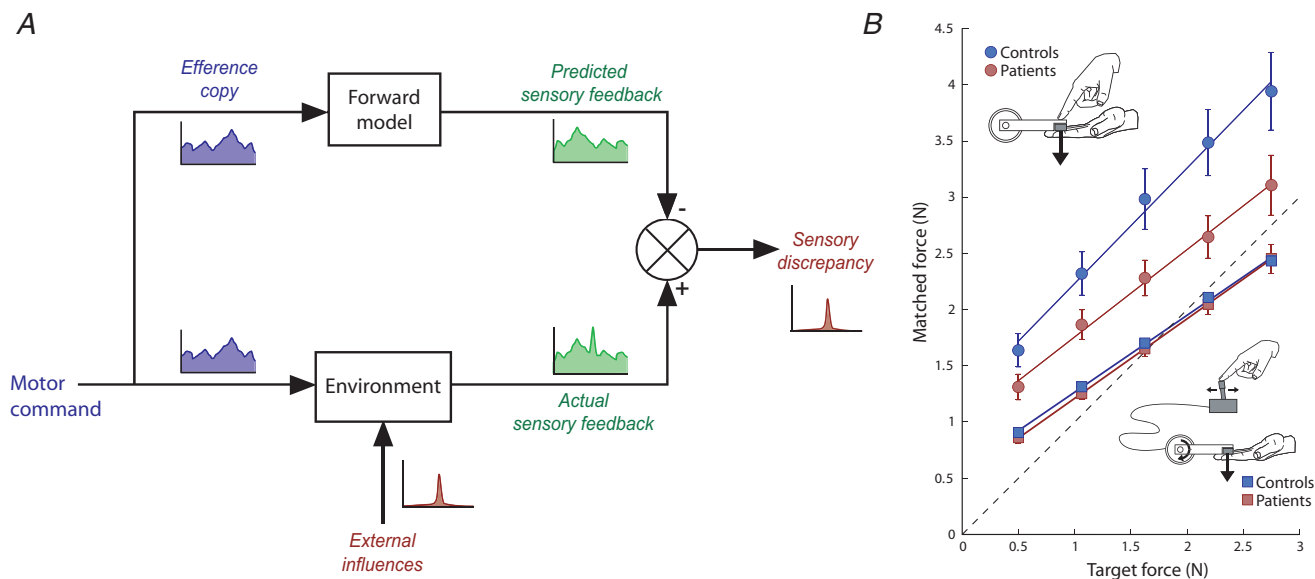 A
Efference
copy
Forward
model
Predicted
sensory feedback
-
Sensory
discrepancy
+
Motor
command
Environment
Actual
sensory feedback
External
influences
B
4.5
4
3.5
3
2.5
2
1.5
1
0.5
0
Matched force (N)
Controls
Patients
Controls
Patients
0 0.5 1 1.5 2 2.5 3
Target force (N)